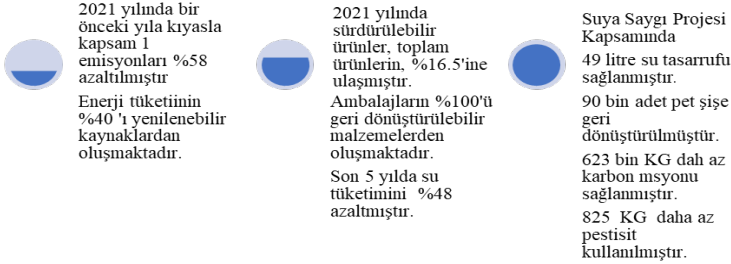 2021 yılında bir
önceki yıla kıyasla
kapsam 1
emisyonları %58
azaltılmıştır
Enerji tüketiinin
%40 'ı yenilenebilir
kaynaklardan
oluşmaktadır.
2021 yılında
sürdürülebilir
ürünler, toplam
ürünlerin, %16.5'ine
ulaşmıştır.
Ambalajların %100'ü
geri dönüştürülebilir
malzemelerden
oluşmaktadır.
Son 5 yılda su
tüketimini %48
azaltmıştır.
Suya Saygı Projesi
Kapsamında
49 litre su tasarrufu
sağlanmıştır.
90 bin adet pet şişe
geri
dönüştürülmüştür.
623 bin KG dah az
karbon msyonu
sağlanmıştır.
825 KG daha az
pestisit
kullanılmıştır.